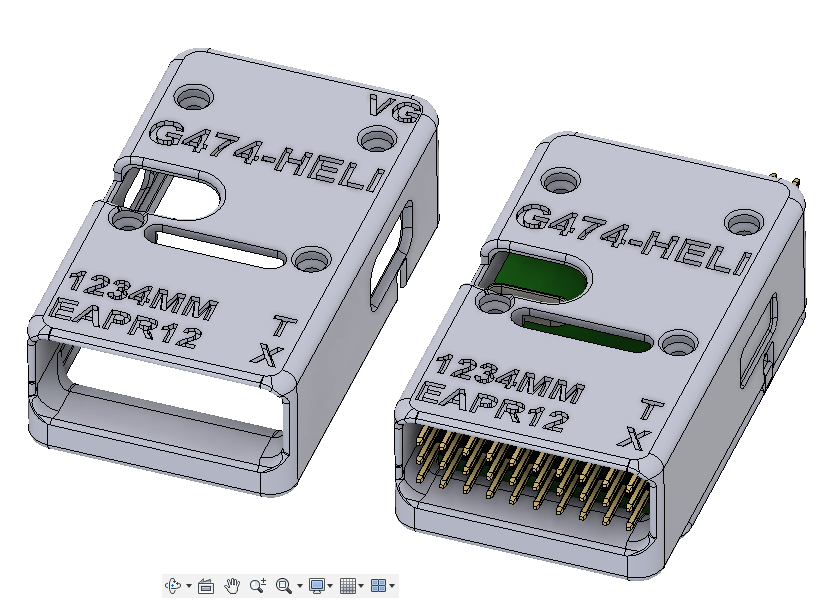 VG
G474-HELI
1234MM
EAPR12
T
X
G474-HELI
1234MM
EAPR12
T
X